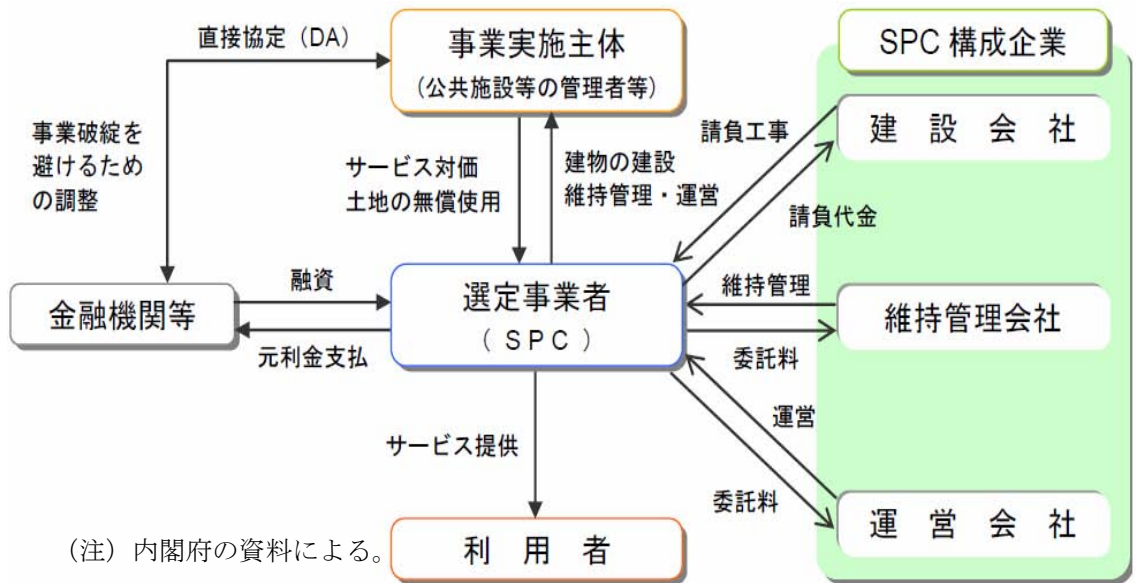 直接協定（DA）
事業実施主体
（公共施設等の管理者等）
SPC 構成企業
事業破綻を
避けるため
の調整
サービス対価
土地の無償使用
建物の建設
維持管理・運営
請負工事
建設会社
請負代金
金融機関等
融資
元利金支払
選定事業者
（SPC）
維持管理
委託料
維持管理会社
運営
委託料
運営会社
サービス提供
利用者
（注）内閣府の資料による。